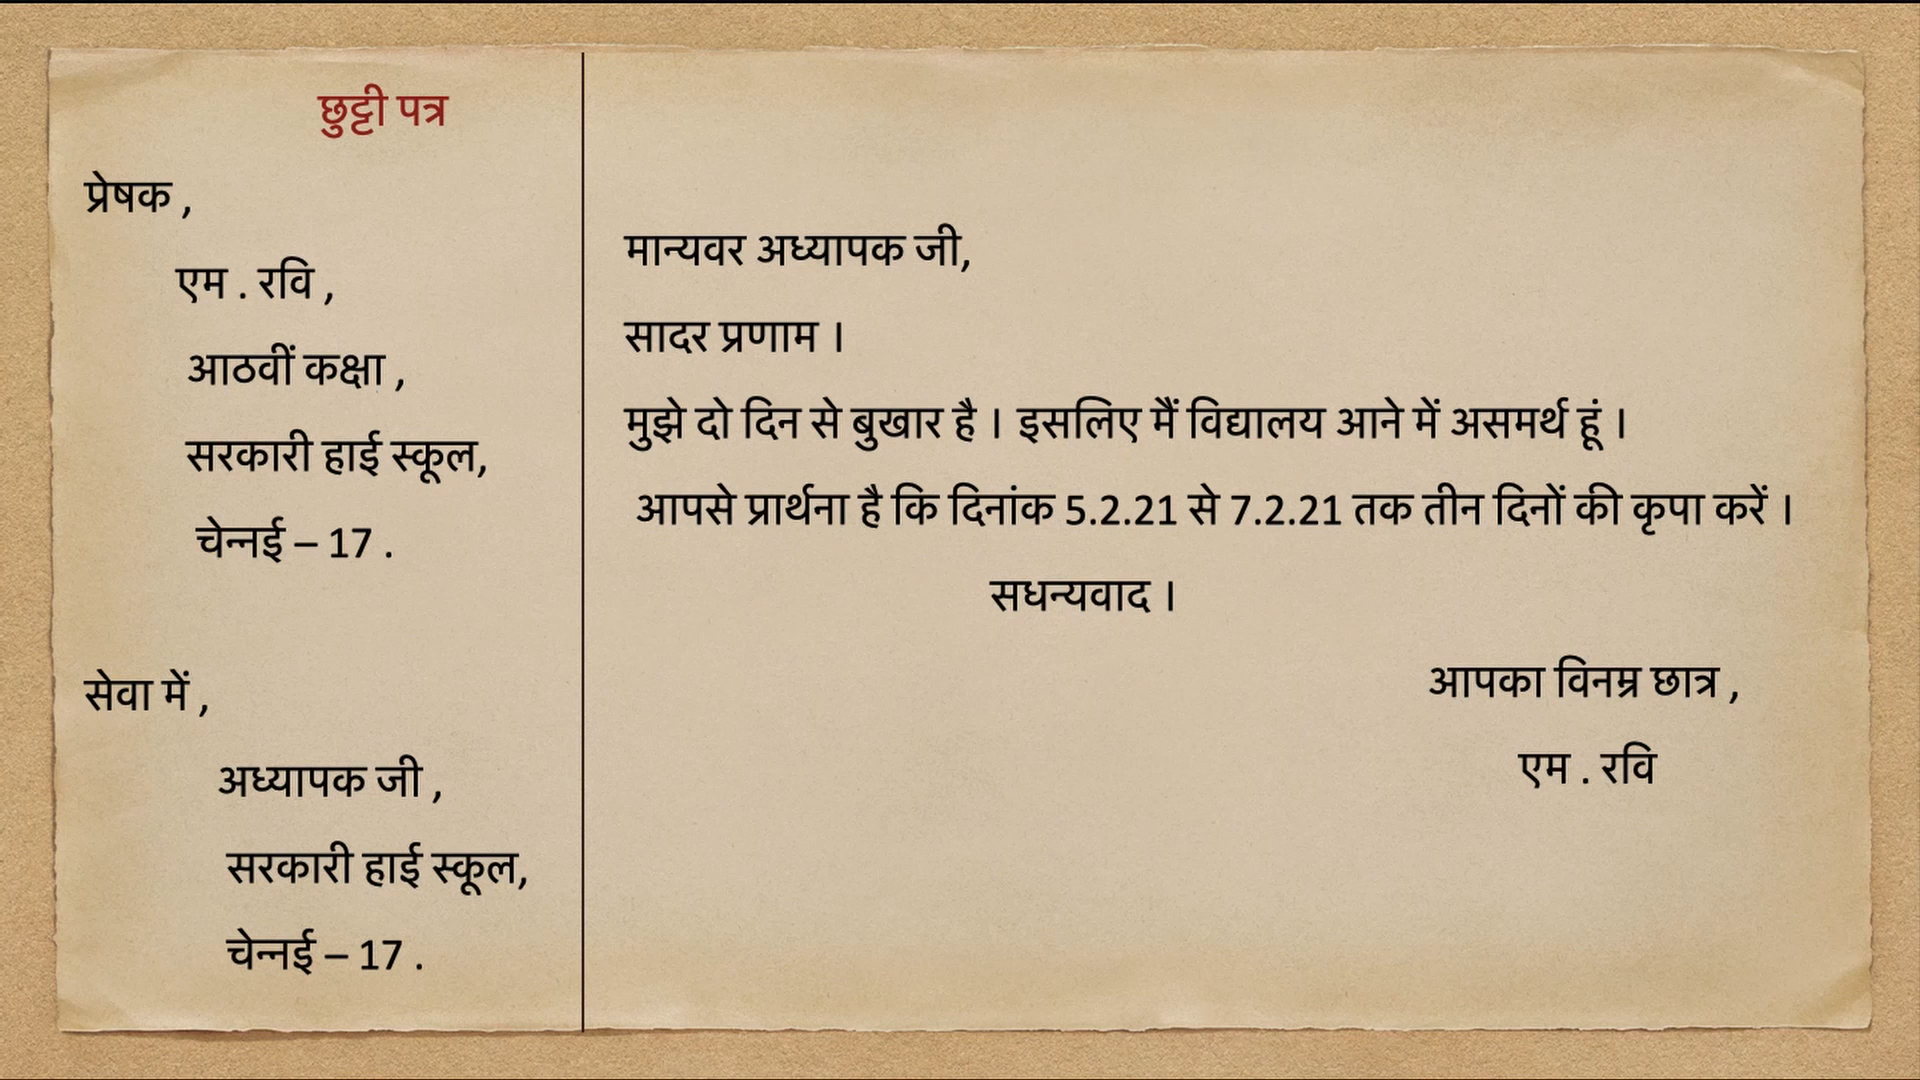 छुट्टी पत्र
प्रेषक ,
एम . रवि ,
आठवीं कक्षा ,
सरकारी हाई स्कूल,
चेन्नई – 17 .
सेवा में ,
अध्यापक जी ,
सरकारी हाई स्कूल,
चेन्नई – 17 .
मान्यवर अध्यापक जी,
सादर प्रणाम ।
मुझे दो दिन से बुखार है । इसलिए मैं विद्यालय आने में असमर्थ हूं ।
आपसे प्रार्थना है कि दिनांक 5.2.21 से 7.2.21 तक तीन दिनों की कृपा करें ।
सधन्यवाद ।
आपका विनम्र छात्र ,
एम . रवि